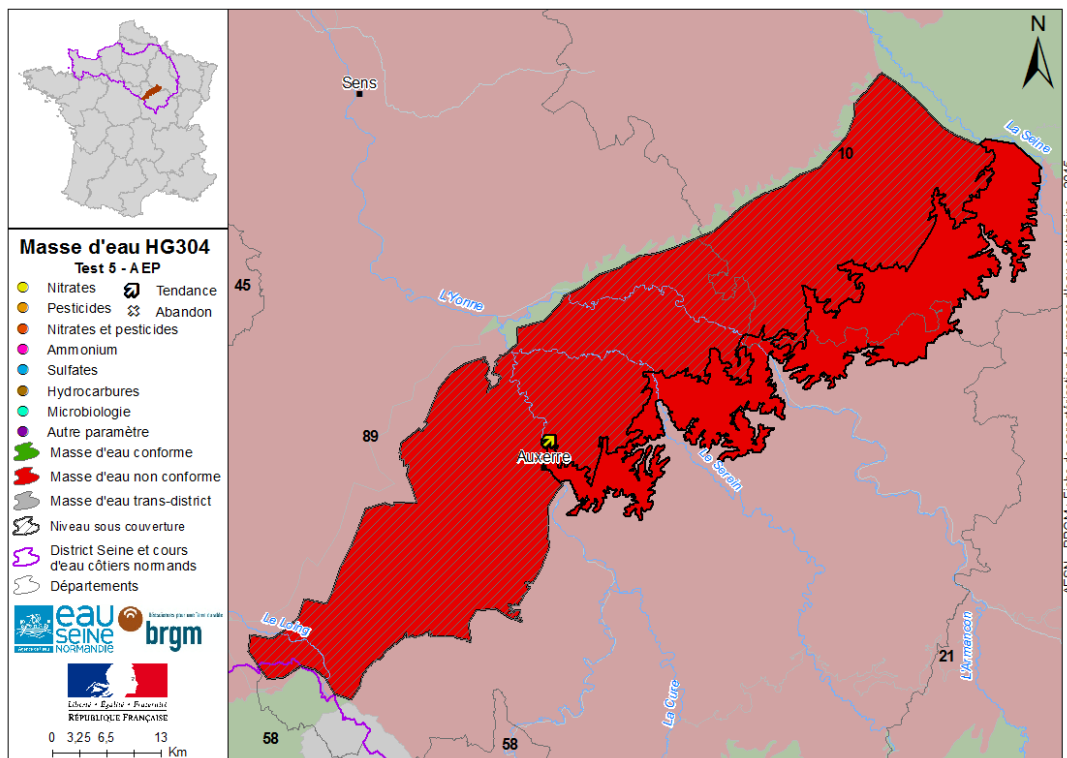 Masse d'eau HG304
Test 5 - AEP
Nitrates
Tendance
Pesticides
Abandon
Nitrates et pesticides
Ammonium
Sulfates
Hydrocarbures
Microbiologie
Autre paramètre
Masse d'eau conforme
Masse d'eau non conforme
Masse d'eau trans-district
Niveau sous couverture
District Seine et cours
d'eau côtiers normands
Départements
eau
SEINE
NORMANDIE
brgm
Liberté • Égalité • Fraternité
RÉPUBLIQUE FRANÇAISE
0 3,25 6,5 13
Km
N
Sens
La Seine
10
45
L'Yonne
89
Auxerre
Le Serein
Le Loing
L'Armançon
21
La Cure
58
58